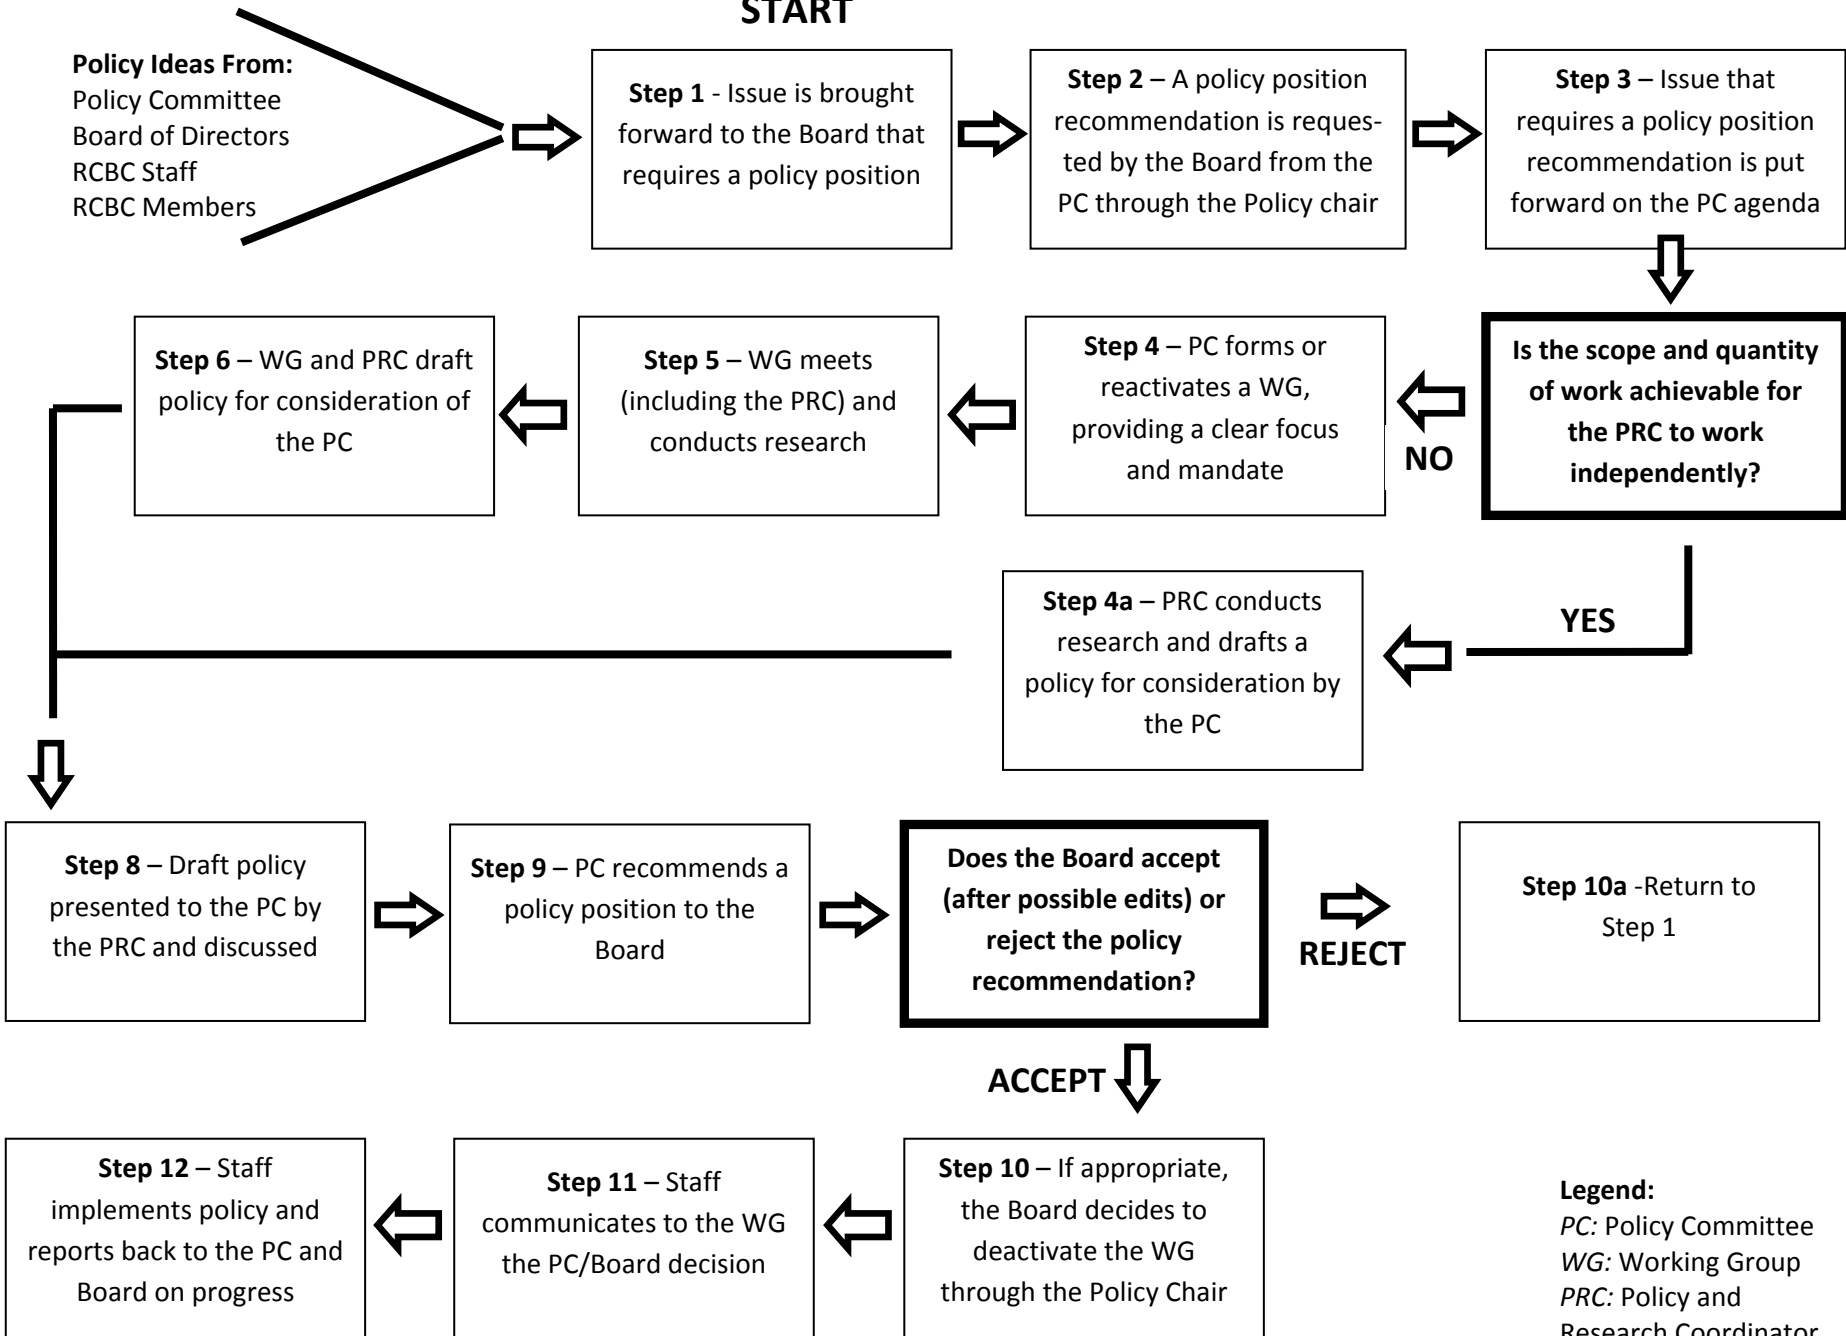 START
Policy Ideas From:
Policy Committee
Board of Directors
RCBC Staff
RCBC Members
Step 1 - Issue is brought
forward to the Board that
requires a policy position
Step 2 – A policy position
recommendation is reques-
ted by the Board from the
PC through the Policy chair
Step 3 – Issue that
requires a policy position
recommendation is put
forward on the PC agenda
Is the scope and quantity
of work achievable for
the PRC to work
independently?
NO
Step 4 – PC forms or
reactivates a WG,
providing a clear focus
and mandate
Step 5 – WG meets
(including the PRC) and
conducts research
Step 6 – WG and PRC draft
policy for consideration of
the PC
YES
Step 4a – PRC conducts
research and drafts a
policy for consideration by
the PC
Step 8 – Draft policy
presented to the PC by
the PRC and discussed
Step 9 – PC recommends a
policy position to the
Board
Does the Board accept
(after possible edits) or
reject the policy
recommendation?
REJECT
Step 10a -Return to
Step 1
ACCEPT
Step 10 – If appropriate,
the Board decides to
deactivate the WG
through the Policy Chair
Step 11 – Staff
communicates to the WG
the PC/Board decision
Step 12 – Staff
implements policy and
reports back to the PC and
Board on progress
Legend:
PC: Policy Committee
WG: Working Group
PRC: Policy and
Research Coordinator